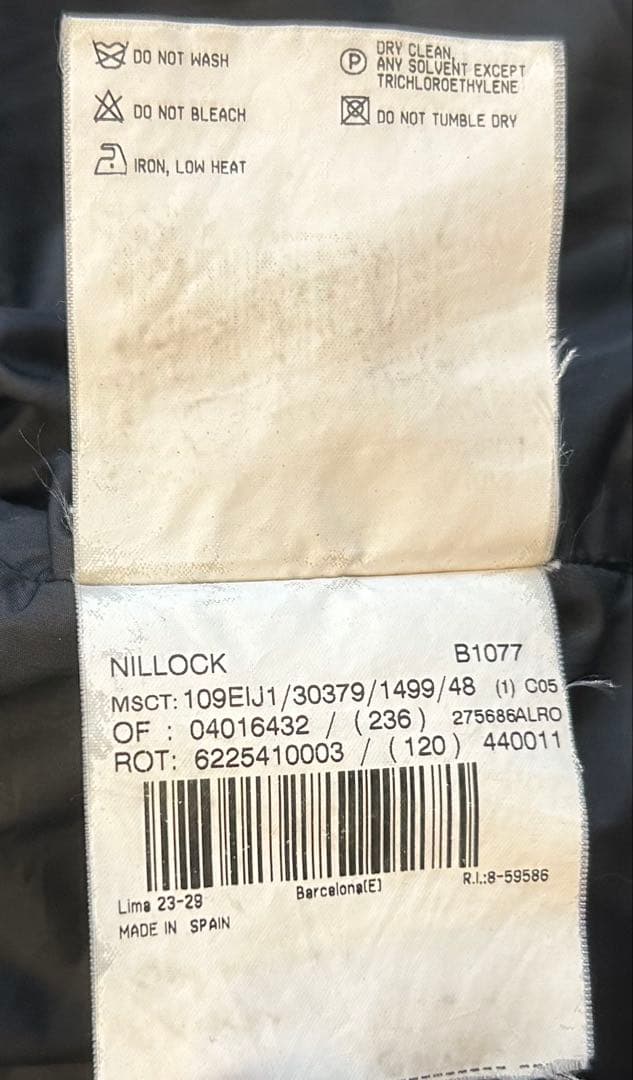 DO NOT WASH
DO NOT BLEACH
IRON, LOW HEAT
P
DRY CLEAN,
ANY SOLVENT EXCEPT
TRICHLOROETHYLENE
DO NOT TUMBLE DRY
NILLOCK B1077
MSCT: 109EIJ1/30379/1499/48 (1) C05
OF : 04016432 / (236) 275686ALRO
ROT: 6225410003 / (120) 440011
Lima 23-29 Barcelona(E) R.I.:8-59586
MADE IN SPAIN